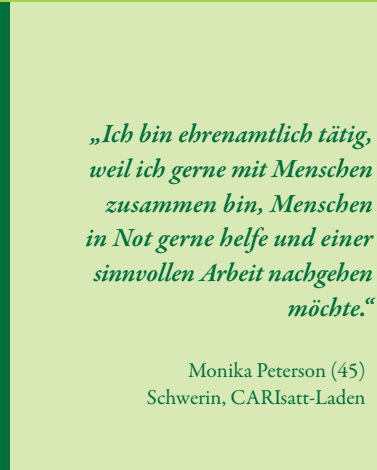 „Ich bin ehrenamtlich tätig,
weil ich gerne mit Menschen
zusammen bin, Menschen
in Not gerne helfe und einer
sinnvollen Arbeit nachgehen
möchte.“
Monika Peterson (45)
Schwerin, CARIsatt-Laden